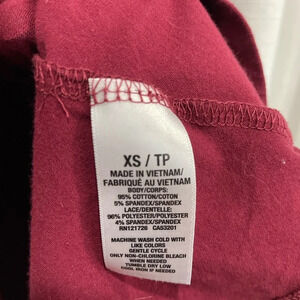 XS / TP
MADE IN VIETNAM/
FABRIQUÉ AU VIETNAM
BODY/CORPS:
95% COTTON/COTON
5% SPANDEX/SPANDEX
LACE/DENTELLE:
96% POLYESTER/POLYESTER
4% SPANDEX/SPANDEX
RN121726 CA53201
MACHINE WASH COLD WITH
LIKE COLORS
GENTLE CYCLE
ONLY NON-CHLORINE BLEACH
WHEN NEEDED
TUMBLE DRY LOW
COOL IRON IF NEEDED